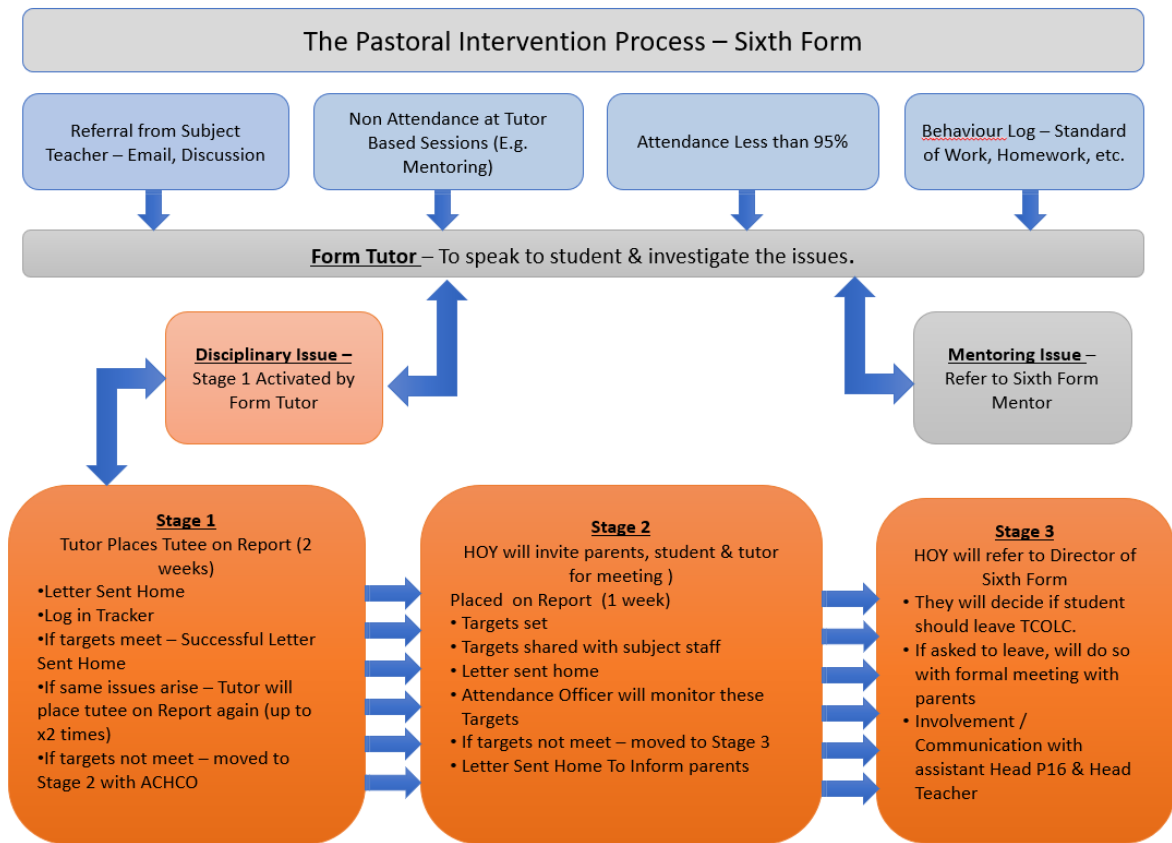 The Pastoral Intervention Process – Sixth Form
Referral from Subject
Teacher – Email, Discussion
Non Attendance at Tutor
Based Sessions (E.g.
Mentoring)
Attendance Less than 95%
Behaviour Log – Standard
of Work, Homework, etc.
Form Tutor – To speak to student & investigate the issues.
Disciplinary Issue –
Stage 1 Activated by
Form Tutor
Mentoring Issue –
Refer to Sixth Form
Mentor
Stage 1
Tutor Places Tutee on Report (2
weeks)
•Letter Sent Home
•Log in Tracker
•If targets meet – Successful Letter
Sent Home
•If same issues arise – Tutor will
place tutee on Report again (up to
x2 times)
•If targets not meet – moved to
Stage 2 with ACHCO
Stage 2
HOY will invite parents, student & tutor
for meeting )
Placed on Report (1 week)
• Targets set
• Targets shared with subject staff
• Letter sent home
• Attendance Officer will monitor these
Targets
• If targets not meet – moved to Stage 3
• Letter Sent Home To Inform parents
Stage 3
HOY will refer to Director of
Sixth Form
• They will decide if student
should leave TCOLC.
• If asked to leave, will do so
with formal meeting with
parents
• Involvement /
Communication with
assistant Head P16 & Head
Teacher